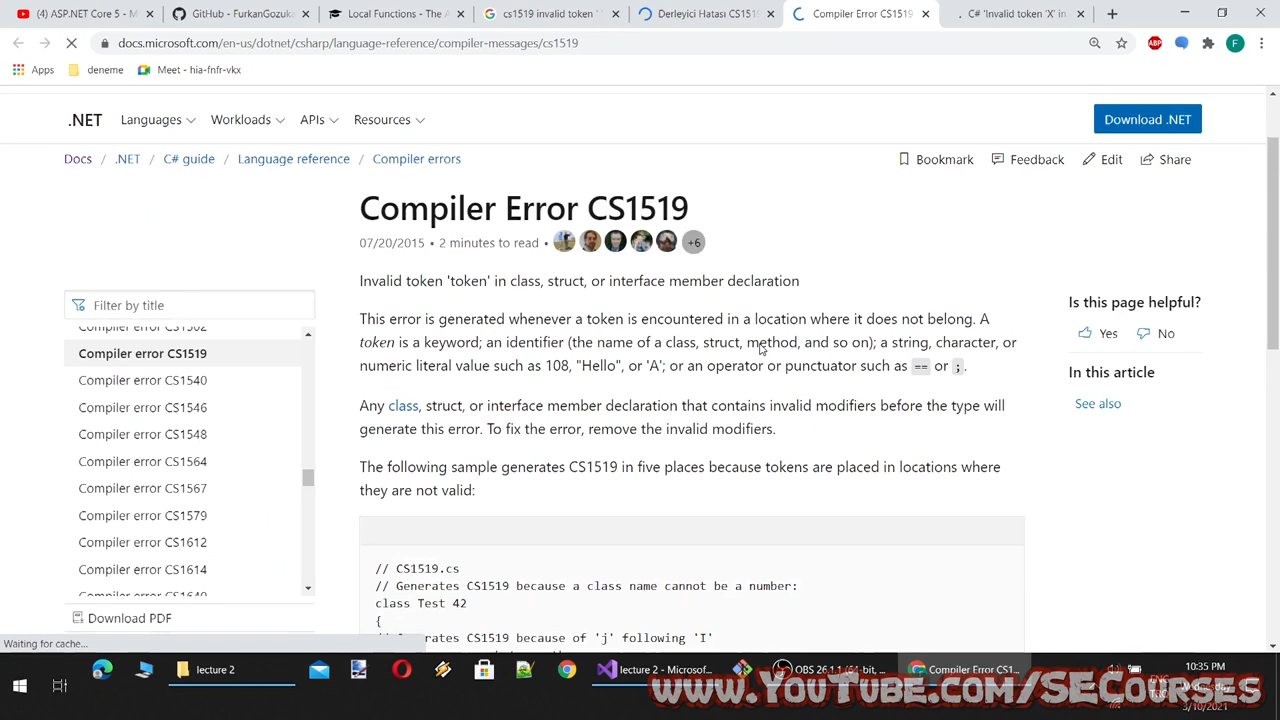 (4) ASP.NET Core 5 - M
GitHub - FurkanGozuka
Local Functions - The A
cs1519 invalid token '
Derleyici Hatası CS1519
Compiler Error CS1519
C# 'Invalid token 'X' in
docs.microsoft.com/en-us/dotnet/csharp/language-reference/compiler-messages/cs1519
ABP
F
Apps
deneme
Meet - hia-fnfr-vkx
.NET
Languages
Workloads
APIs
Resources
Download .NET
Docs / .NET / C# guide / Language reference / Compiler errors
Bookmark
Feedback
Edit
Share
Compiler Error CS1519
07/20/2015 • 2 minutes to read •
+6
Invalid token 'token' in class, struct, or interface member declaration
This error is generated whenever a token is encountered in a location where it does not belong. A
token is a keyword; an identifier (the name of a class, struct, method, and so on); a string, character, or
numeric literal value such as 108, "Hello", or 'A'; or an operator or punctuator such as == or ;.
Any class, struct, or interface member declaration that contains invalid modifiers before the type will
generate this error. To fix the error, remove the invalid modifiers.
The following sample generates CS1519 in five places because tokens are placed in locations where
they are not valid:
// CS1519.cs
// Generates CS1519 because a class name cannot be a number:
class Test 42
{
Filter by title
Compiler error CS1519
Compiler error CS1540
Compiler error CS1546
Compiler error CS1548
Compiler error CS1564
Compiler error CS1567
Compiler error CS1579
Compiler error CS1612
Compiler error CS1614
Download PDF
Is this page helpful?
Yes
No
In this article
See also
Waiting for cache...
lecture 2
lecture 2 - Microsof...
OBS 26.1.1 (64-bit, ...
Compiler Error CS1...
10:35 PM
3/10/2021
www.YouTube.com/SECourses